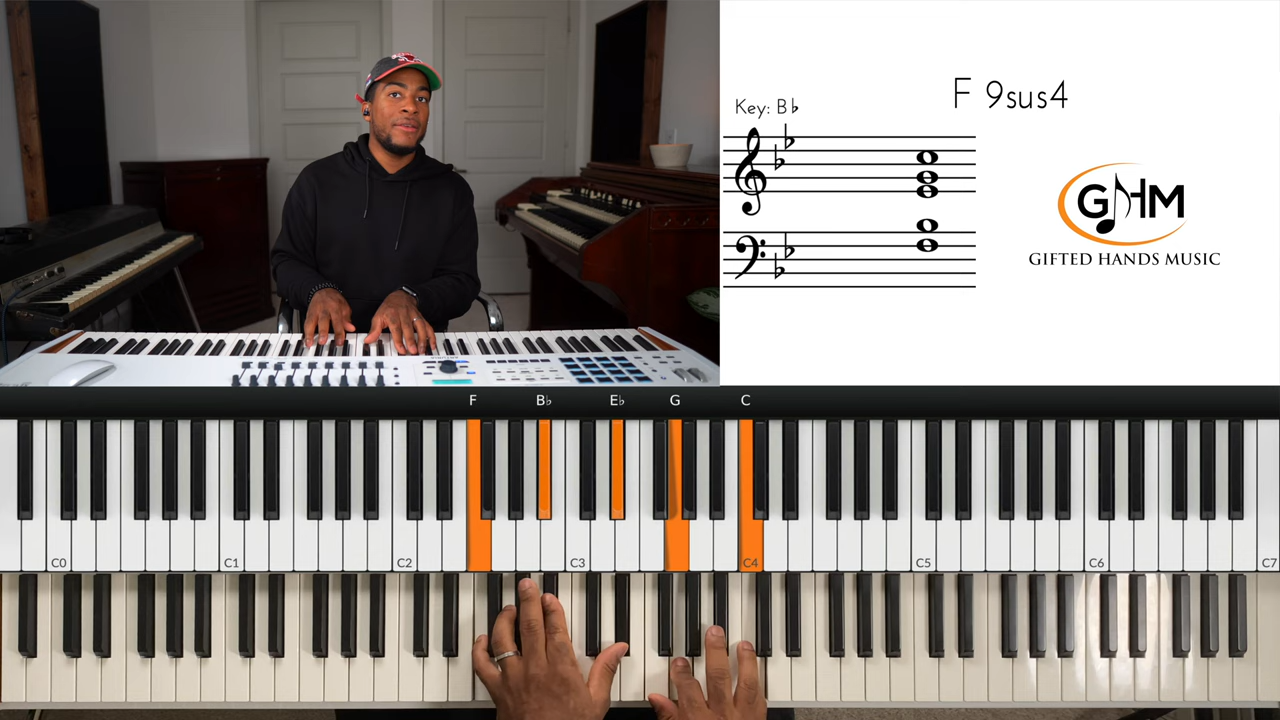 F 9sus4
Key: B♭
GHM
GIFTED HANDS MUSIC
F B♭ E♭ G C
C0 C1 C2 C3 C4 C5 C6 C7